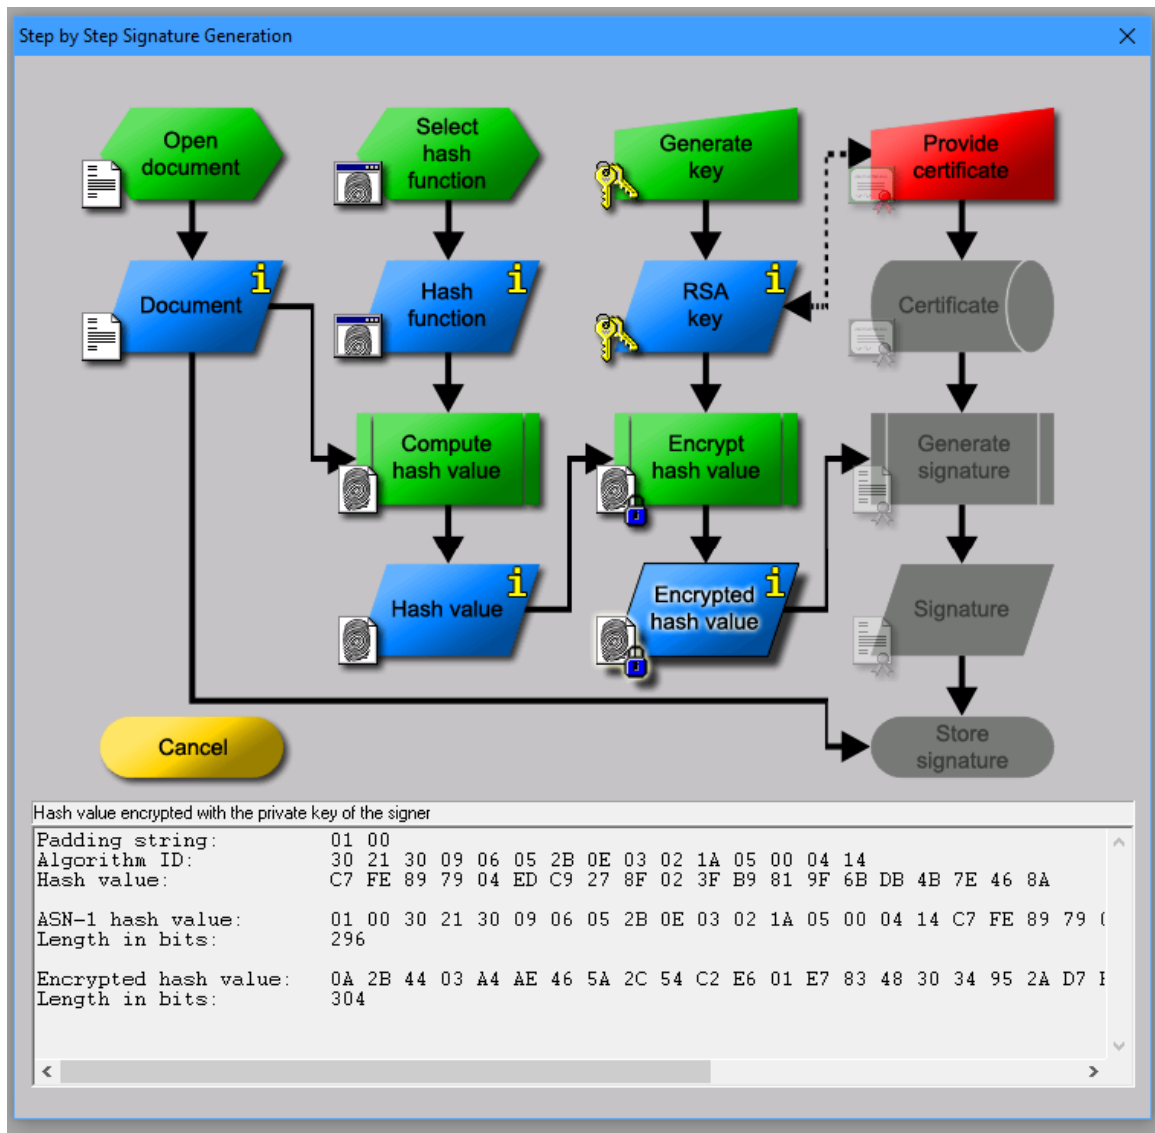 Step by Step Signature Generation
Open
document
Select
hash
function
Generate
key
Provide
certificate
Document
Hash
function
RSA
key
Certificate
Compute
hash value
Encrypt
hash value
Generate
signature
Hash value
Encrypted
hash value
Signature
Cancel
Store
signature
Hash value encrypted with the private key of the signer
Padding string: 01 00
Algorithm ID: 30 21 30 09 06 05 2B 0E 03 02 1A 05 00 04 14
Hash value: C7 FE 89 79 04 ED C9 27 8F 02 3F B9 81 9F 6B DB 4B 7E 46 8A
ASN-1 hash value: 01 00 30 21 30 09 06 05 2B 0E 03 02 1A 05 00 04 14 C7 FE 89 79
Length in bits: 296
Encrypted hash value: 0A 2B 44 03 A4 AE 46 5A 2C 54 C2 E6 01 E7 83 48 30 34 95 2A D7
Length in bits: 304